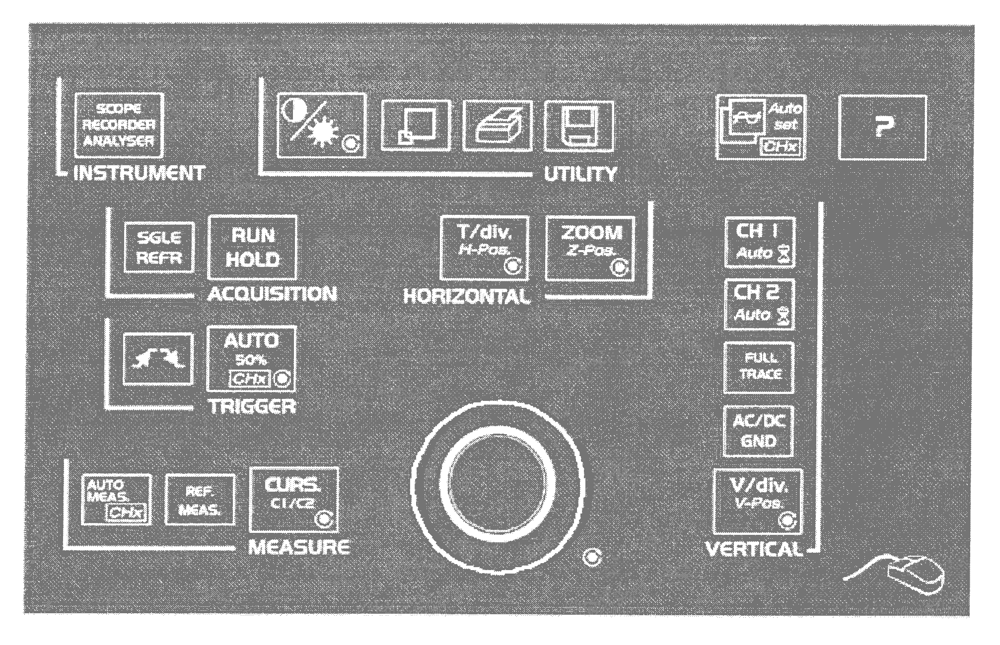 SCOPE
RECORDER
ANALYSER
INSTRUMENT
UTILITY
Auto
set
CHx
?
SGLE
REFR
RUN
HOLD
ACQUISITION
T/div.
H-Pos.
ZOOM
Z-Pos.
HORIZONTAL
AUTO
50%
CHx
TRIGGER
AUTO
MEAS.
CHx
REF.
MEAS.
CURS.
C1/C2
MEASURE
CH 1
Auto
CH 2
Auto
FULL
TRACE
AC/DC
GND
V/div.
V-Pos.
VERTICAL